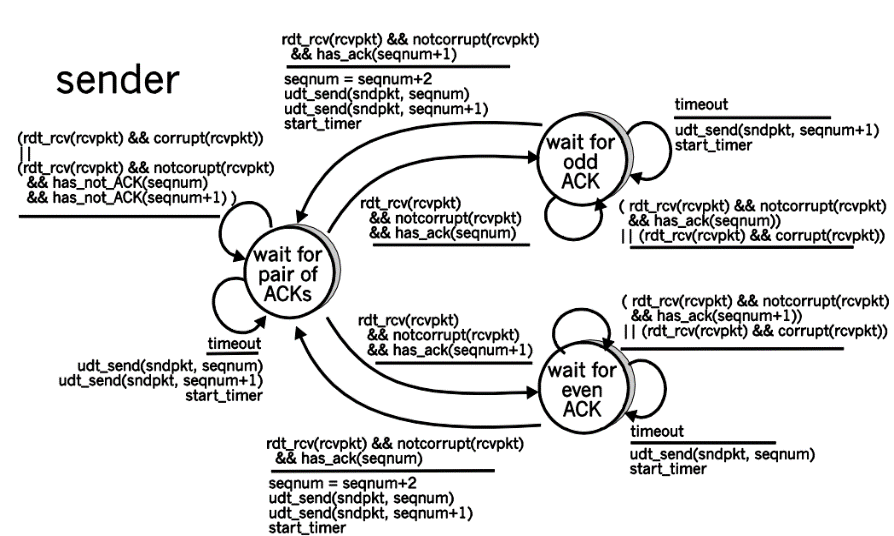 sender
rdt_rcv(rcvpkt) && notcorrupt(rcvpkt)
&& has_ack(seqnum+1)
seqnum = seqnum+2
udt_send(sndpkt, seqnum)
udt_send(sndpkt, seqnum+1)
start_timer
(rdt_rcv(rcvpkt) && corrupt(rcvpkt))
||
(rdt_rcv(rcvpkt) && notcorupt(rcvpkt)
&& has_not_ACK(seqnum)
&& has_not_ACK(seqnum+1) )
wait for
odd
ACK
timeout
udt_send(sndpkt, seqnum+1)
start_timer
rdt_rcv(rcvpkt)
&& notcorrupt(rcvpkt)
&& has_ack(seqnum)
( rdt_rcv(rcvpkt) && notcorrupt(rcvpkt)
&& has_ack(seqnum))
|| (rdt_rcv(rcvpkt) && corrupt(rcvpkt))
wait for
pair of
ACKs
timeout
udt_send(sndpkt, seqnum)
udt_send(sndpkt, seqnum+1)
start_timer
rdt_rcv(rcvpkt)
&& notcorrupt(rcvpkt)
&& has_ack(seqnum+1)
( rdt_rcv(rcvpkt) && notcorrupt(rcvpkt)
&& has_ack(seqnum+1))
|| (rdt_rcv(rcvpkt) && corrupt(rcvpkt))
wait for
even
ACK
timeout
udt_send(sndpkt, seqnum)
start_timer
rdt_rcv(rcvpkt) && notcorrupt(rcvpkt)
&& has_ack(seqnum)
seqnum = seqnum+2
udt_send(sndpkt, seqnum)
udt_send(sndpkt, seqnum+1)
start_timer